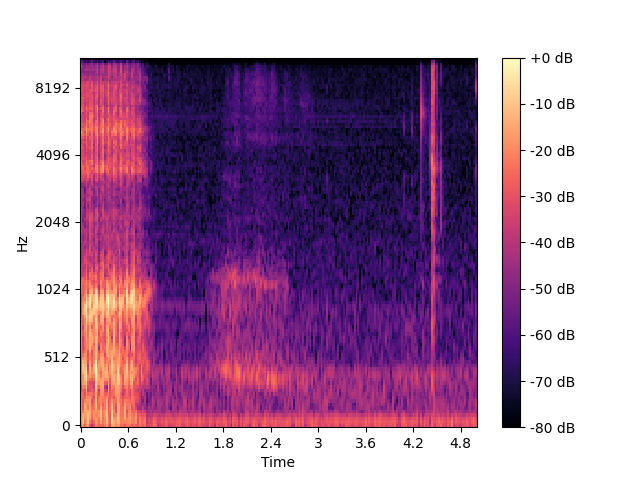 8192
4096
2048
1024
512
0
Hz
0 0.6 1.2 1.8 2.4 3 3.6 4.2 4.8
Time
+0 dB
-10 dB
-20 dB
-30 dB
-40 dB
-50 dB
-60 dB
-70 dB
-80 dB